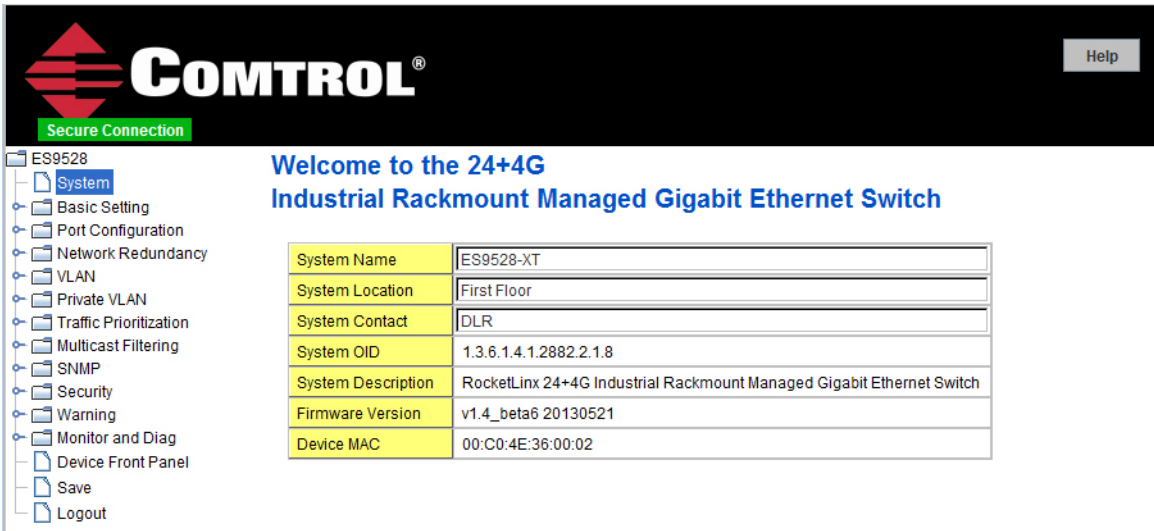 COMTROL®
Help
Secure Connection
ES9528
System
Basic Setting
Port Configuration
Network Redundancy
VLAN
Private VLAN
Traffic Prioritization
Multicast Filtering
SNMP
Security
Warning
Monitor and Diag
Device Front Panel
Save
Logout
Welcome to the 24+4G
Industrial Rackmount Managed Gigabit Ethernet Switch
System Name ES9528-XT
System Location First Floor
System Contact DLR
System OID 1.3.6.1.4.1.2882.2.1.8
System Description RocketLinx 24+4G Industrial Rackmount Managed Gigabit Ethernet Switch
Firmware Version v1.4_beta6 20130521
Device MAC 00:C0:4E:36:00:02